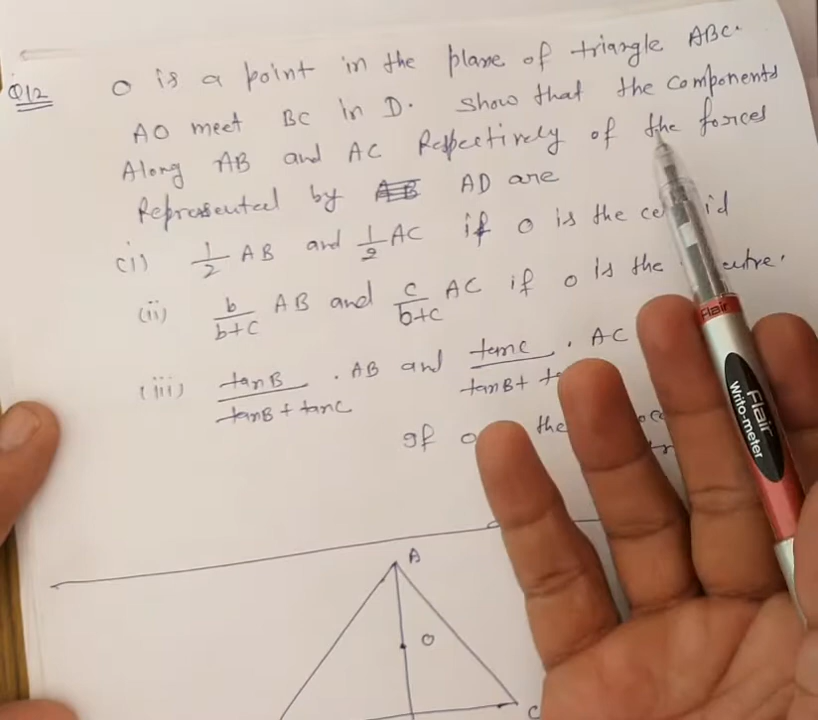 Q12 O is a point in the plane of triangle ABC.
AO meet BC in D. show that the components
Along AB and AC Respectively of the forces
Represented by AD are
(i) 1/2 AB and 1/2 AC if O is the
(ii) b/b+c AB and c/b+c AC if O is the
(iii) tanB/tanB + tanC . AB and tanC/tanB+ . AC
If O the
A
O
C
Flair
Flair
Writo-meter